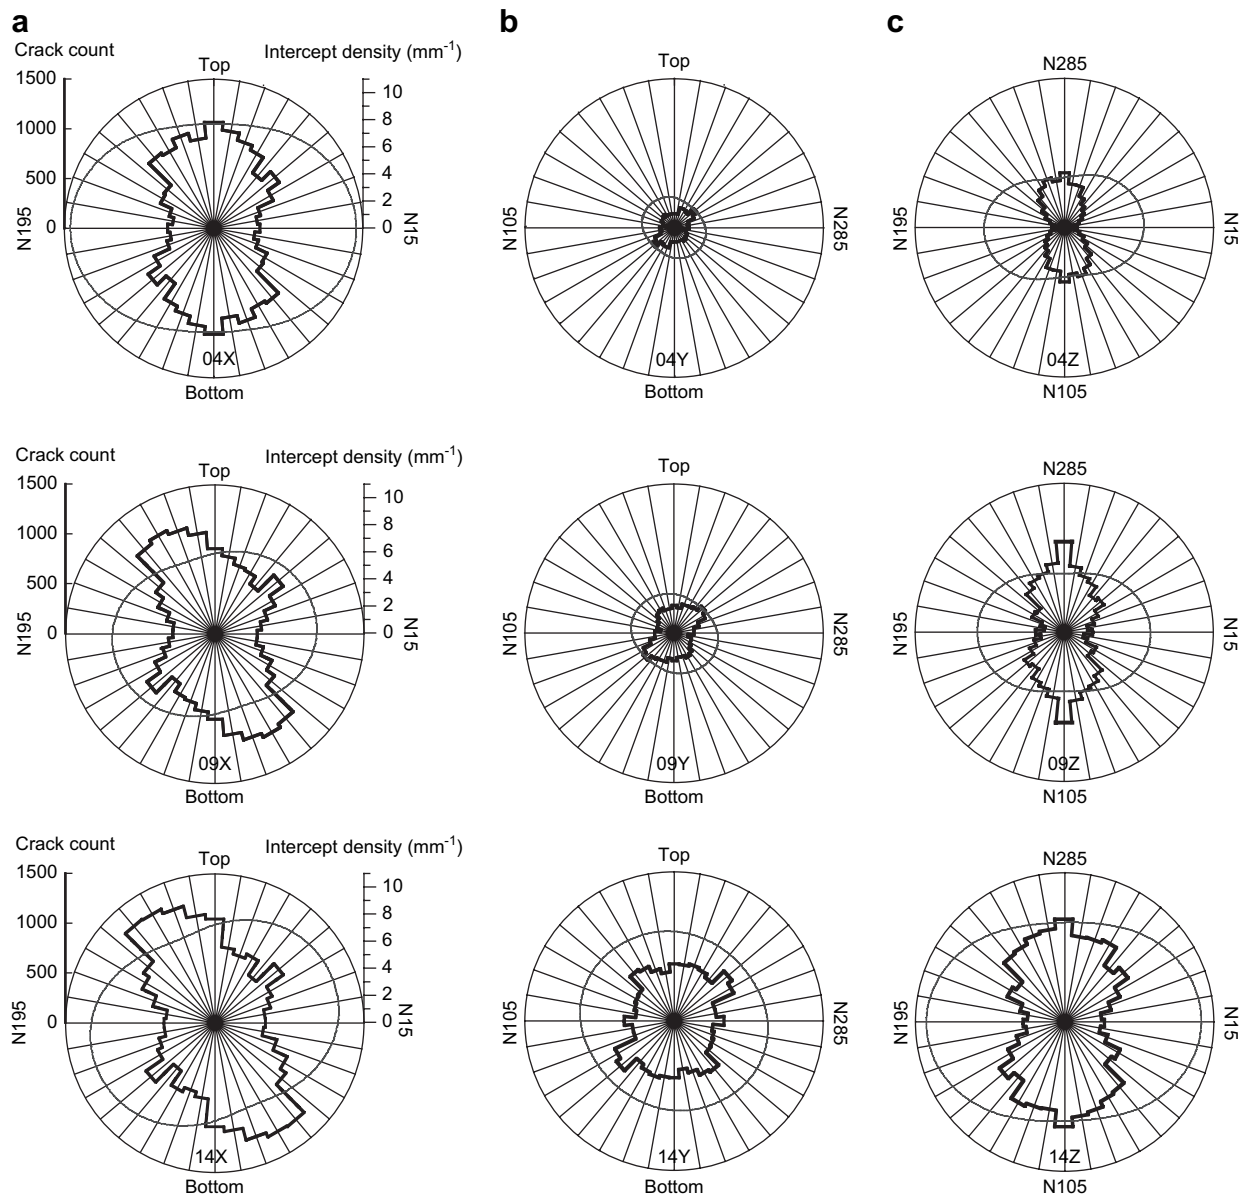 a
b
c
Crack count
Intercept density (mm-1)
Top
Top
N285
1500
1000
500
0
10
8
6
4
2
0
N195
N15
N105
N285
N195
N15
04X
04Y
04Z
Bottom
Bottom
N105
Crack count
Intercept density (mm-1)
Top
Top
N285
1500
1000
500
0
10
8
6
4
2
0
N195
N15
N105
N285
N195
N15
09X
09Y
09Z
Bottom
Bottom
N105
Crack count
Intercept density (mm-1)
Top
Top
N285
1500
1000
500
0
10
8
6
4
2
0
N195
N15
N105
N285
N195
N15
14X
14Y
14Z
Bottom
Bottom
N105